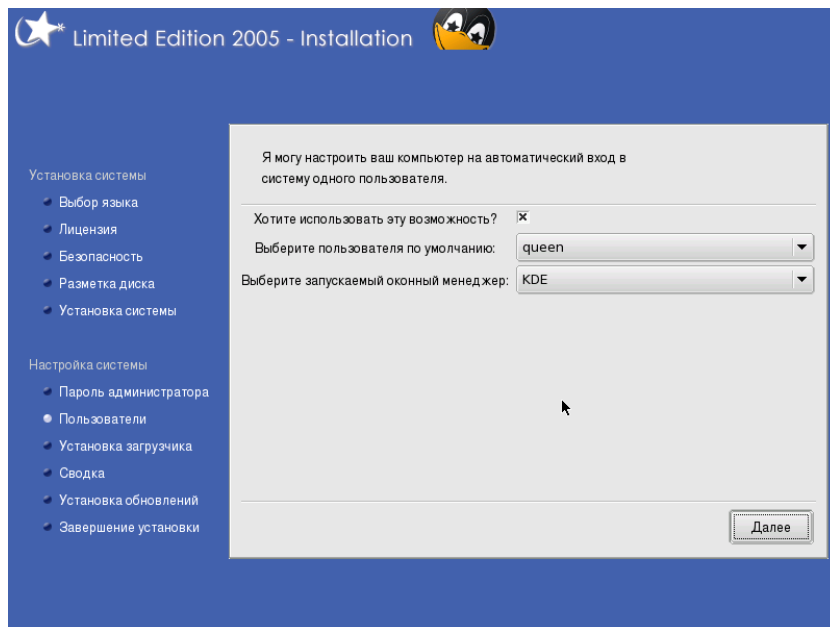 Limited Edition 2005 - Installation
Установка системы
Выбор языка
Лицензия
Безопасность
Разметка диска
Установка системы
Настройка системы
Пароль администратора
Пользователи
Установка загрузчика
Сводка
Установка обновлений
Завершение установки
Я могу настроить ваш компьютер на автоматический вход в
систему одного пользователя.
Хотите использовать эту возможность?
Выберите пользователя по умолчанию: queen
Выберите запускаемый оконный менеджер: KDE
Далее